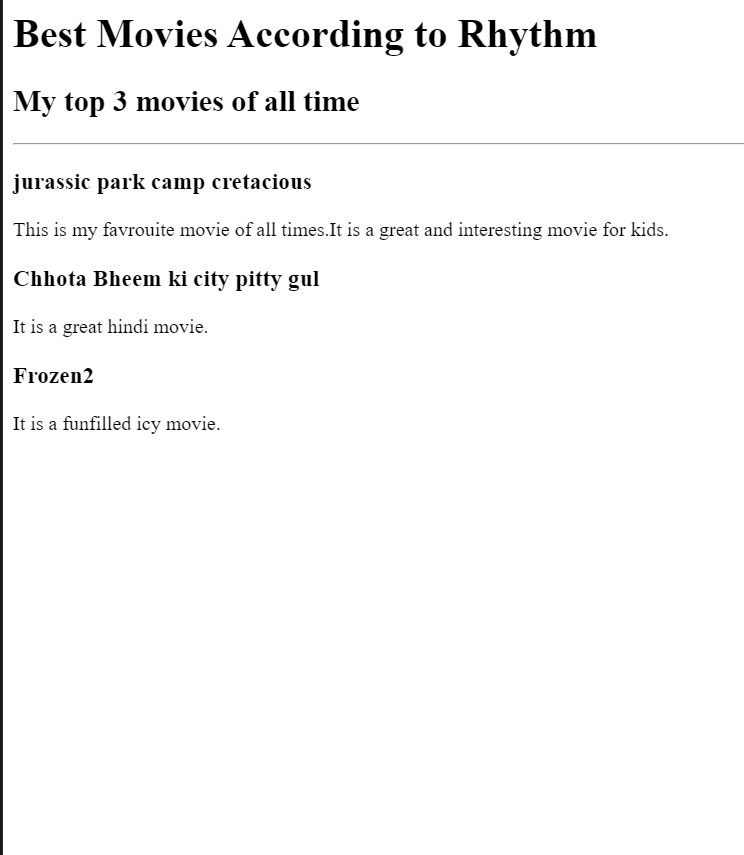 Best Movies According to Rhythm
My top 3 movies of all time
jurassic park camp cretacious
This is my favrouite movie of all times.It is a great and interesting movie for kids.
Chhota Bheem ki city pitty gul
It is a great hindi movie.
Frozen2
It is a funfilled icy movie.